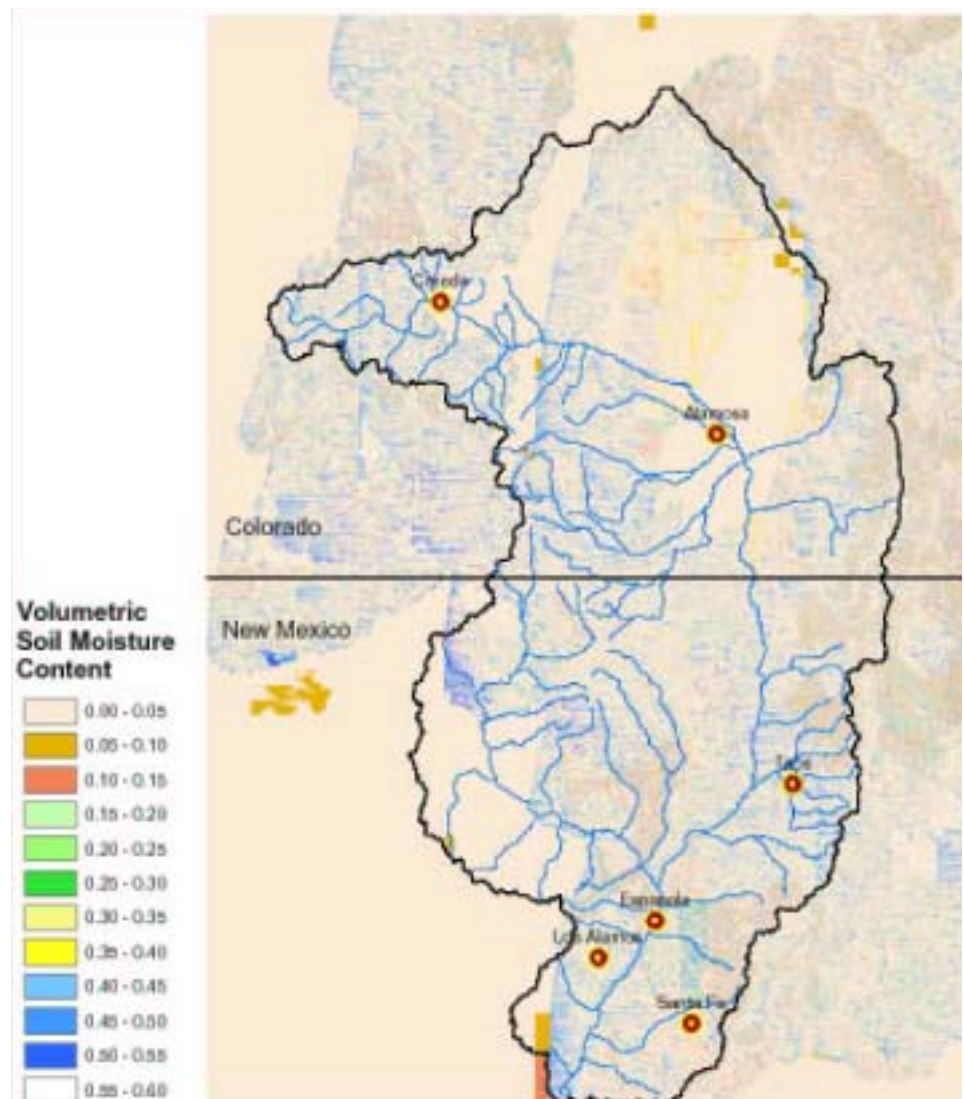 Creede
Alamosa
Colorado
New Mexico
Volumetric
Soil Moisture
Content
0.00 - 0.05
0.05 - 0.10
0.10 - 0.15
0.15 - 0.20
0.20 - 0.25
0.25 - 0.30
0.30 - 0.35
0.35 - 0.40
0.40 - 0.45
0.45 - 0.50
0.50 - 0.55
0.55 - 0.60
Taos
Espanola
Los Alamos
Santa Fe